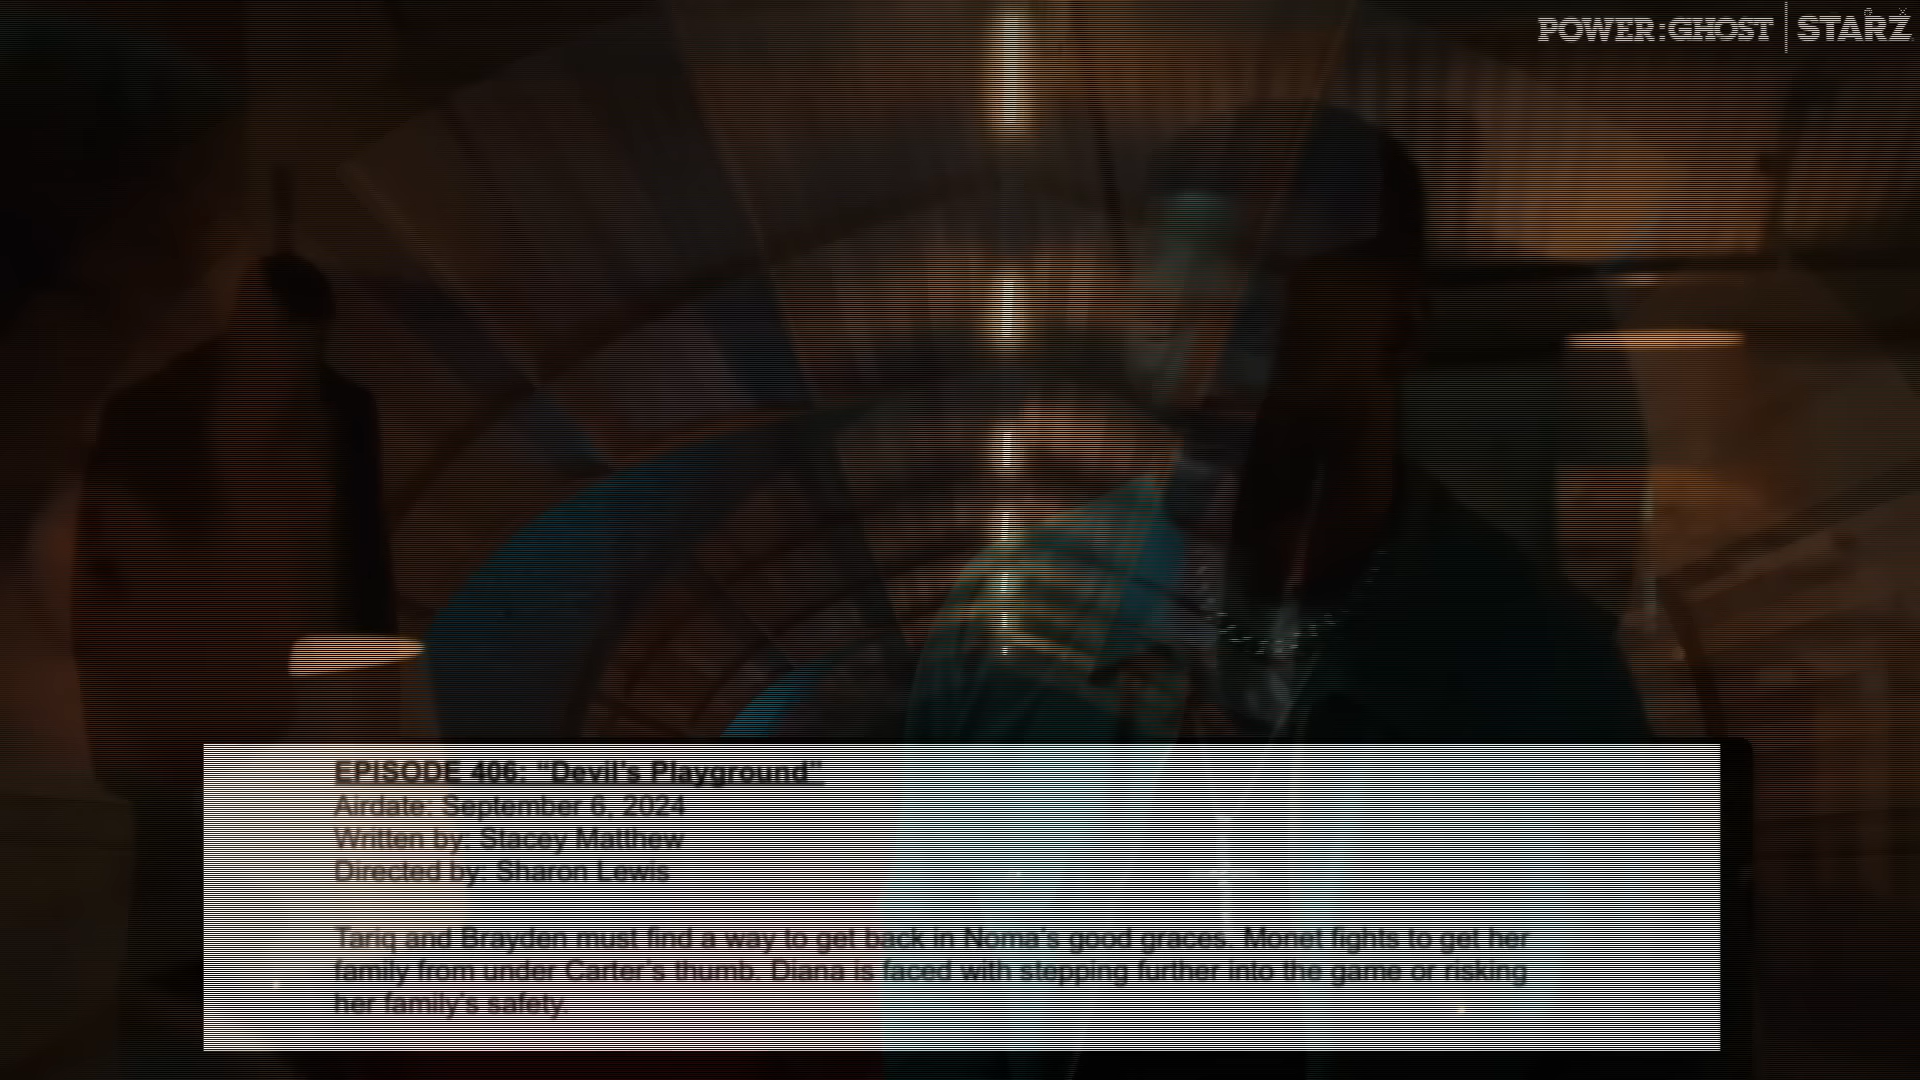 POWER:GHOST | STARZ
EPISODE 406: "Devil's Playground"
Airdate: September 6, 2024
Written by: Stacey Matthew
Directed by: Sharon Lewis
Tariq and Brayden must find a way to get back in Noma's good graces. Monet fights to get her
family from under Carter's thumb. Diana is faced with stepping further into the game or risking
her family's safety.